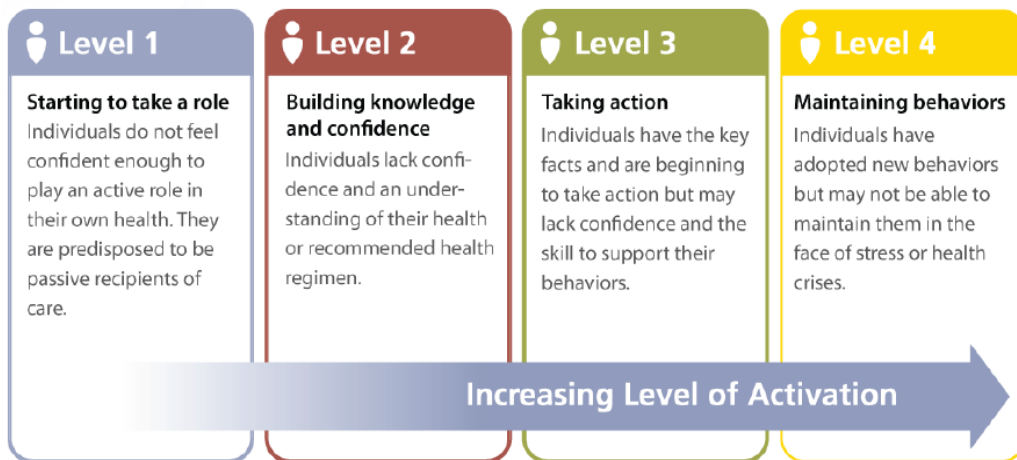 Level 1
Starting to take a role
Individuals do not feel
confident enough to
play an active role in
their own health. They
are predisposed to be
passive recipients of
care.
Level 2
Building knowledge
and confidence
Individuals lack confi-
dence and an under-
standing of their health
or recommended health
regimen.
Level 3
Taking action
Individuals have the key
facts and are beginning
to take action but may
lack confidence and the
skill to support their
behaviors.
Level 4
Maintaining behaviors
Individuals have
adopted new behaviors
but may not be able to
maintain them in the
face of stress or health
crises.
Increasing Level of Activation